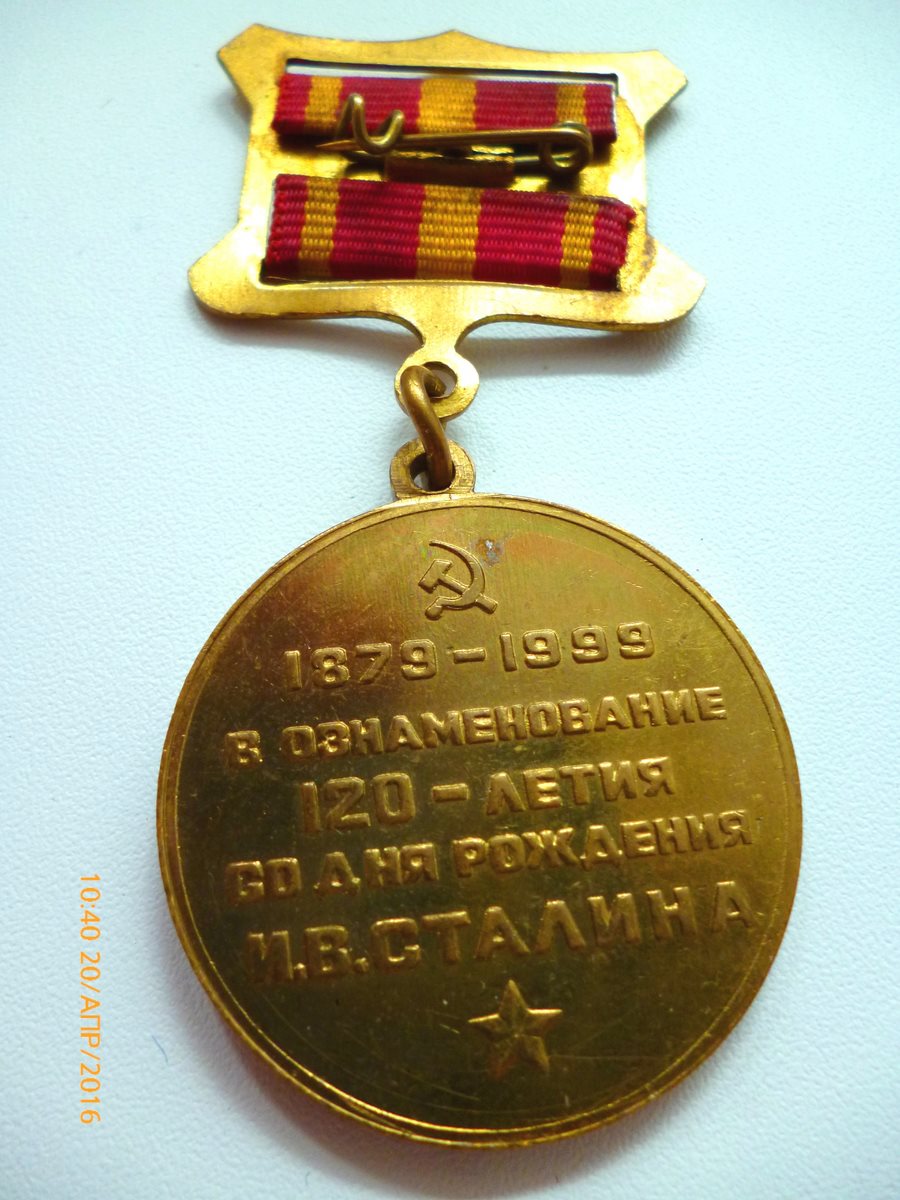 1879-1999
В ОЗНАМЕНОВАНИЕ
120-ЛЕТИЯ
СО ДНЯ РОЖДЕНИЯ
И.В.СТАЛИНА
10:40 20/АПР/2016